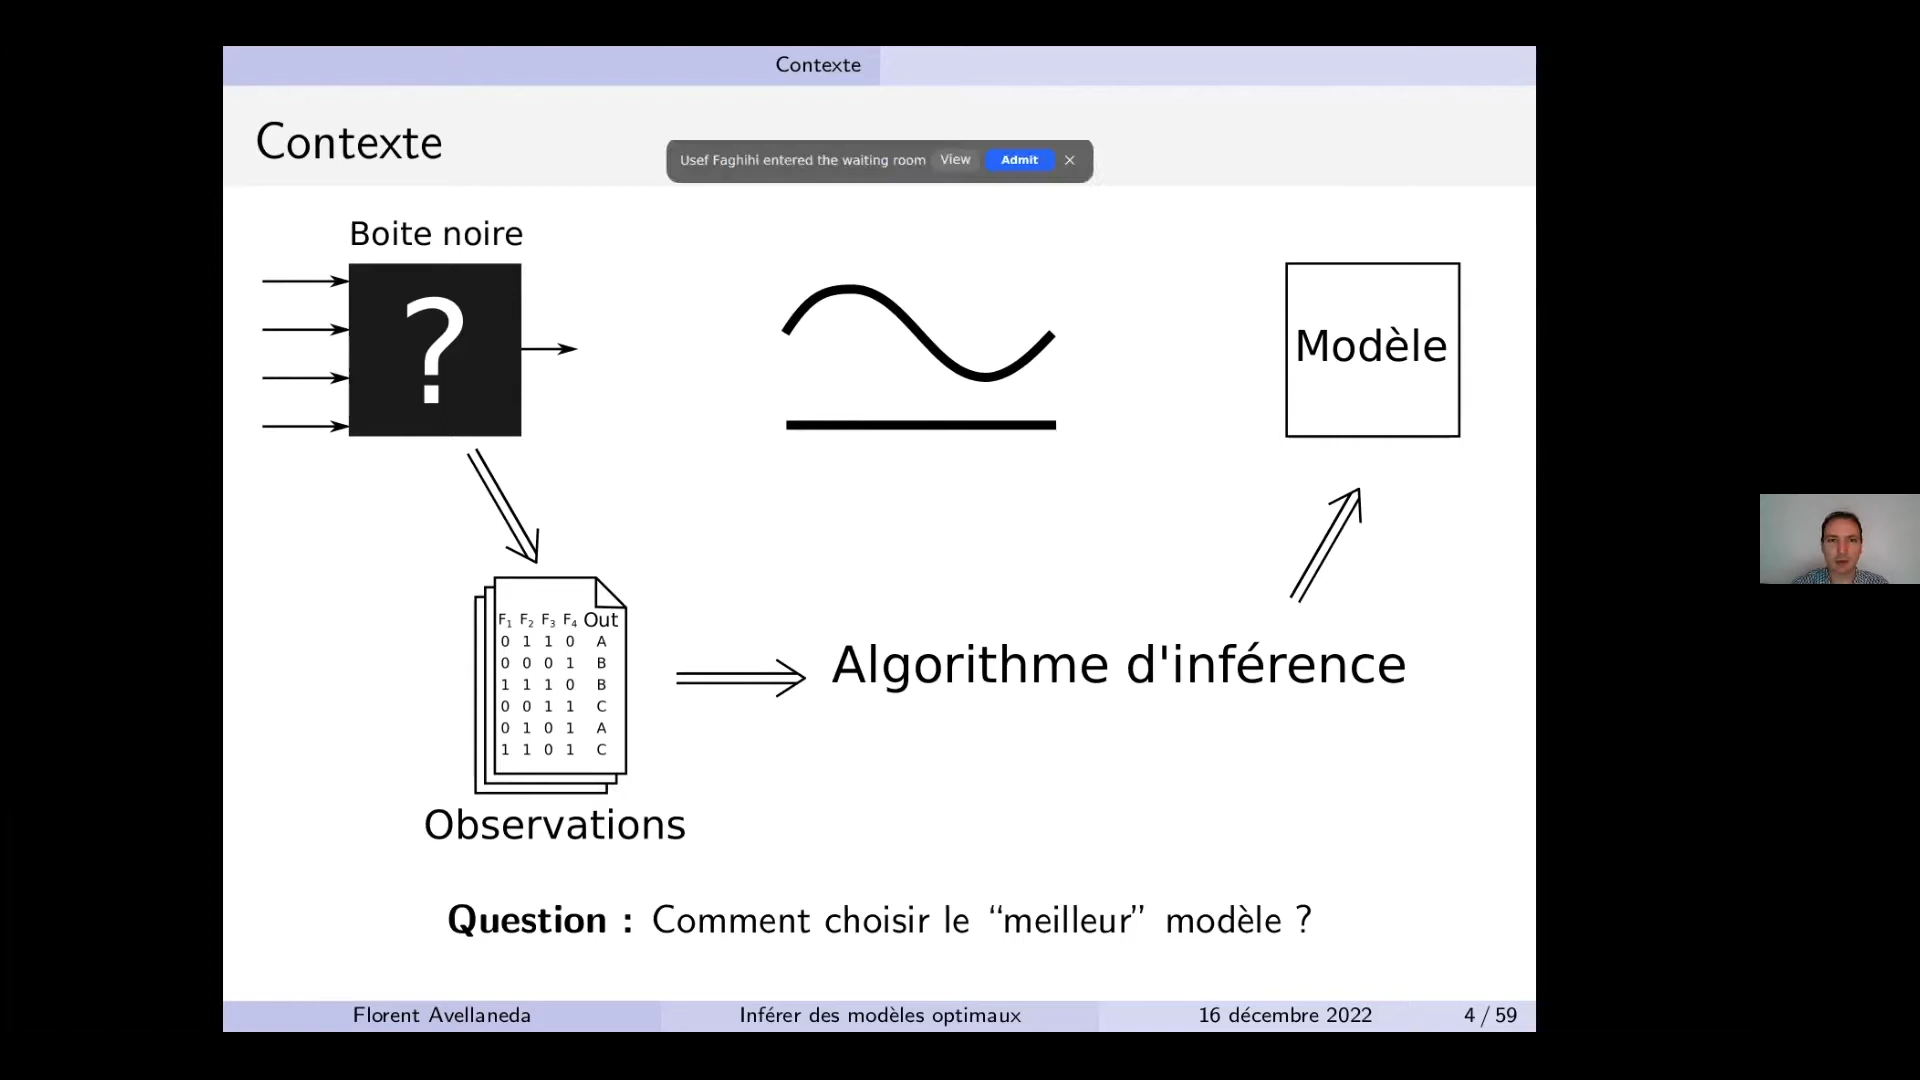 Contexte
Contexte
Usef Faghihi entered the waiting room View Admit ×
Boite noire
?
Modèle
F₁ F₂ F₃ F₄ Out
0 1 1 0 A
0 0 0 1 B
1 1 1 0 B
0 0 1 1 C
0 1 0 1 A
1 1 0 1 C
Algorithme d'inférence
Observations
Question : Comment choisir le “meilleur” modèle ?
Florent Avellaneda Inférer des modèles optimaux 16 décembre 2022 4 / 59